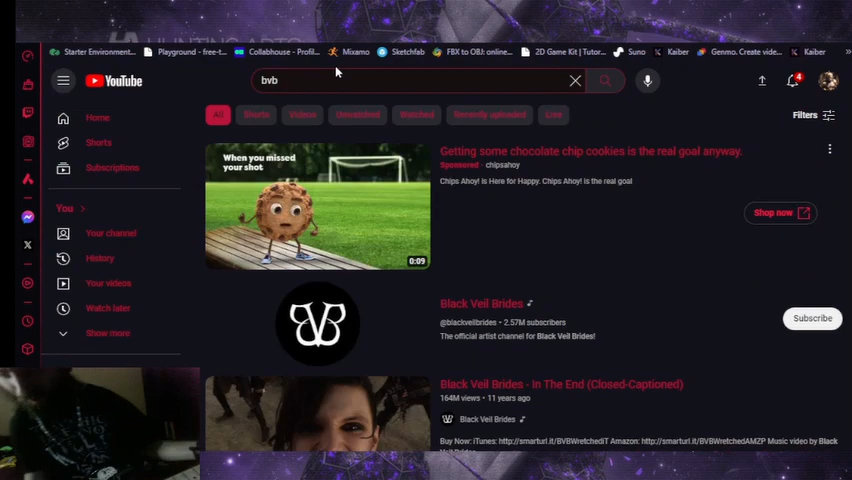 HUNTING ARTS
Starter Environment...
Playground - free-t...
Collabhouse - Profil...
Mixamo
Sketchfab
FBX to OBJ: online...
2D Game Kit | Tutor...
Suno
Kaiber
Genmo. Create vide...
Kaiber
YouTube
bvb
4
All
Shorts
Videos
Unwatched
Watched
Recently uploaded
Live
Filters
Home
Shorts
Subscriptions
You
Your channel
History
Your videos
Watch later
Show more
When you missed
your shot
0:09
Getting some chocolate chip cookies is the real goal anyway.
Sponsored • chipsahoy
Chips Ahoy! Is Here for Happy. Chips Ahoy! is the real goal
Shop now
BVB
Black Veil Brides
@blackveilbrides • 2.57M subscribers
The official artist channel for Black Veil Brides!
Subscribe
Black Veil Brides - In The End (Closed-Captioned)
164M views • 11 years ago
Black Veil Brides
Buy Now: iTunes: http://smarturl.it/BVBWretchediT Amazon: http://smarturl.it/BVBWretchedAMZP Music video by Black